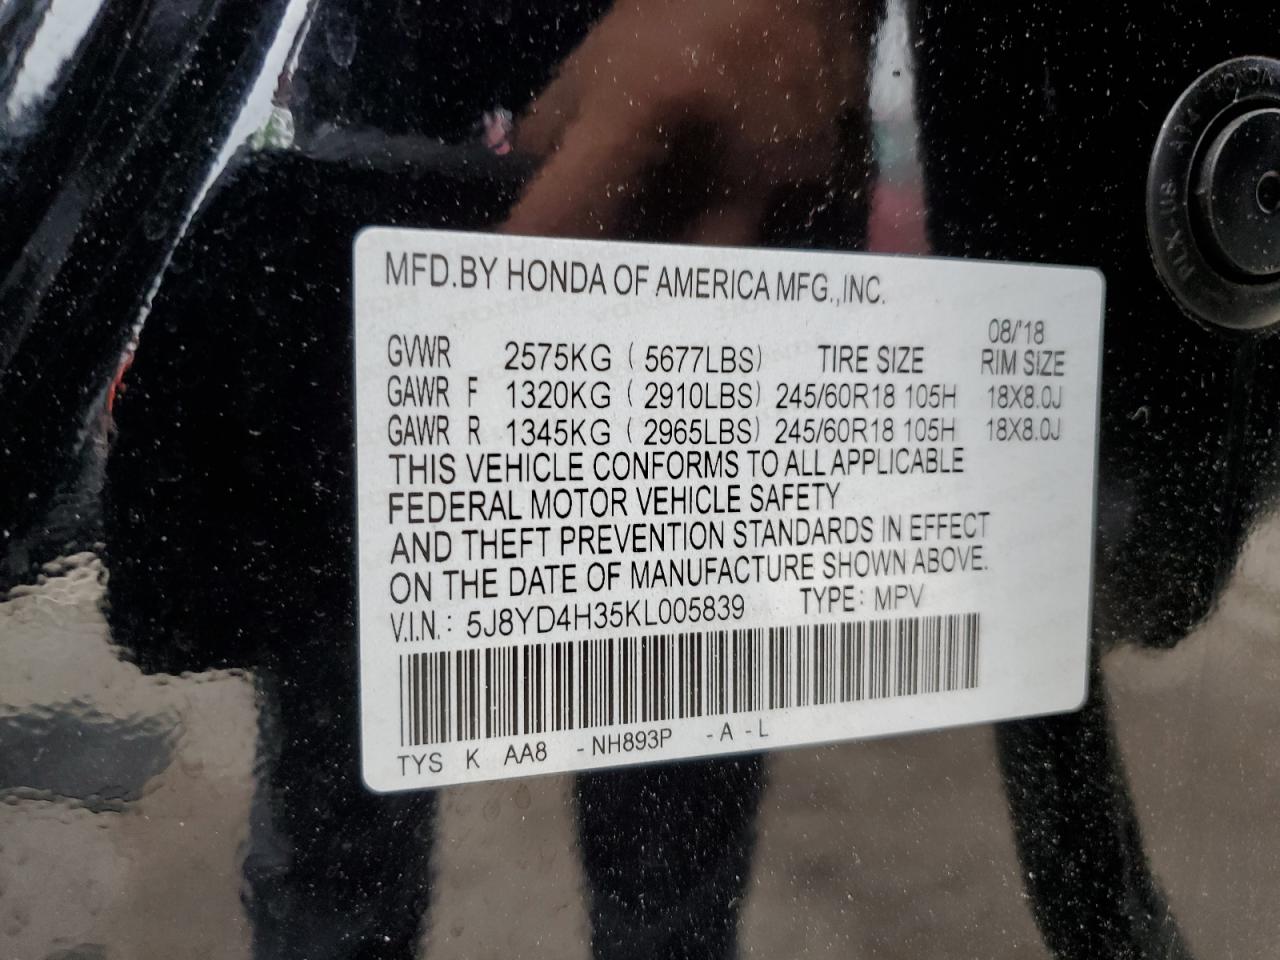 MFD.BY HONDA OF AMERICA MFG.,INC.
08/'18
GVWR 2575KG ( 5677LBS) TIRE SIZE RIM SIZE
GAWR F 1320KG ( 2910LBS) 245/60R18 105H 18X8.0J
GAWR R 1345KG ( 2965LBS) 245/60R18 105H 18X8.0J
THIS VEHICLE CONFORMS TO ALL APPLICABLE
FEDERAL MOTOR VEHICLE SAFETY
AND THEFT PREVENTION STANDARDS IN EFFECT
ON THE DATE OF MANUFACTURE SHOWN ABOVE.
V.I.N.: 5J8YD4H35KL005839 TYPE: MPV
TYS K AA8 -NH893P -A -L
HONDA